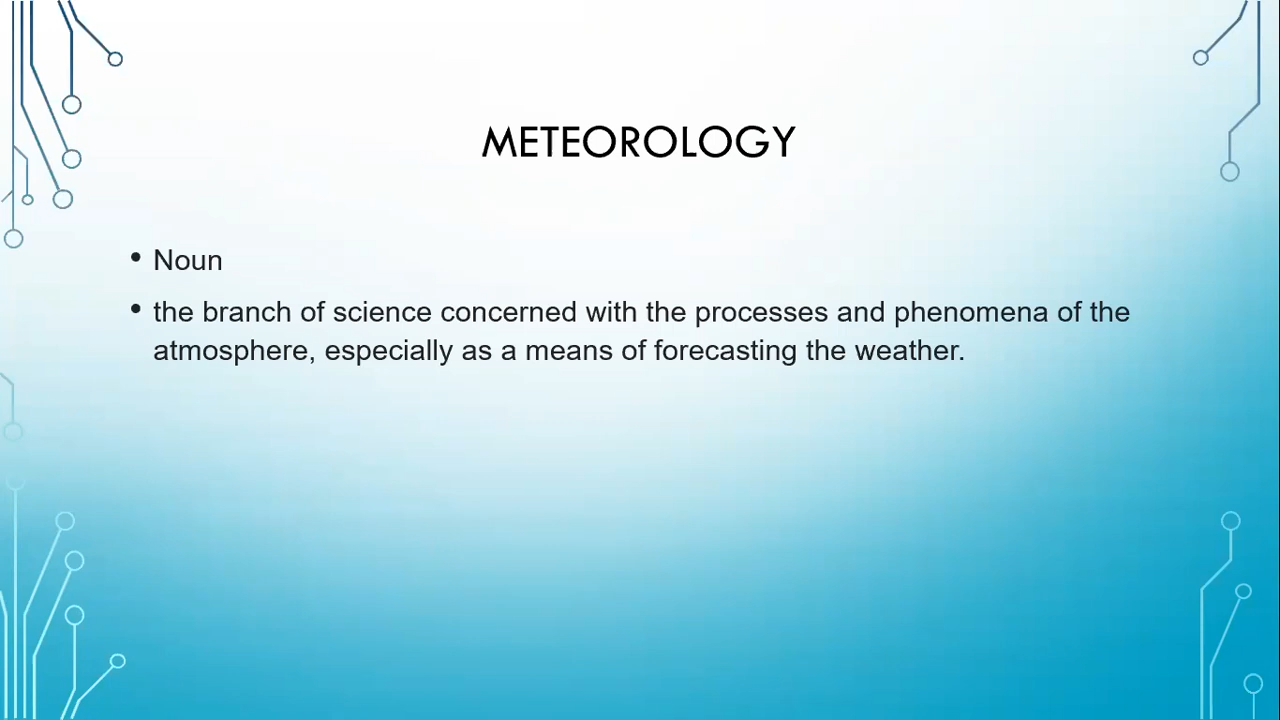 METEOROLOGY
• Noun
• the branch of science concerned with the processes and phenomena of the
atmosphere, especially as a means of forecasting the weather.